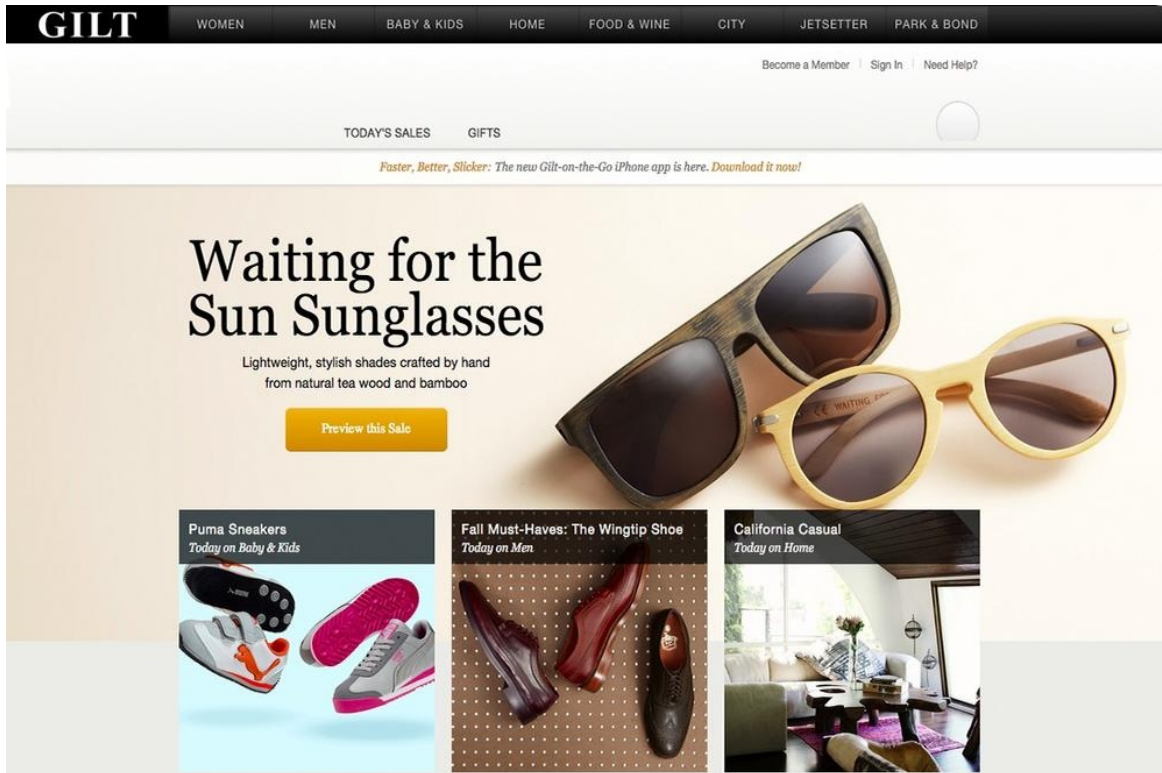 GILT
WOMEN MEN BABY & KIDS HOME FOOD & WINE CITY JETSETTER PARK & BOND
Become a Member Sign In Need Help?
TODAY'S SALES GIFTS
Faster, Better, Slicker: The new Gilt-on-the-Go iPhone app is here. Download it now!
Waiting for the
Sun Sunglasses
Lightweight, stylish shades crafted by hand
from natural tea wood and bamboo
Preview this Sale
CE WAITING
Puma Sneakers
Today on Baby & Kids
Fall Must-Haves: The Wingtip Shoe
Today on Men
California Casual
Today on Home